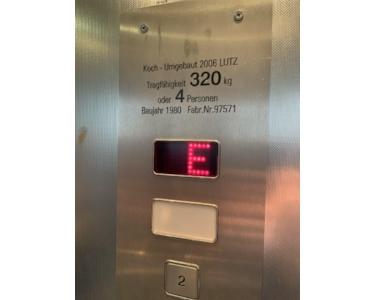 Koch - Umgebaut 2006 LUTZ
Tragfähigkeit 320 kg
oder 4 Personen
Baujahr 1980 Fabr.Nr.97571
E
2